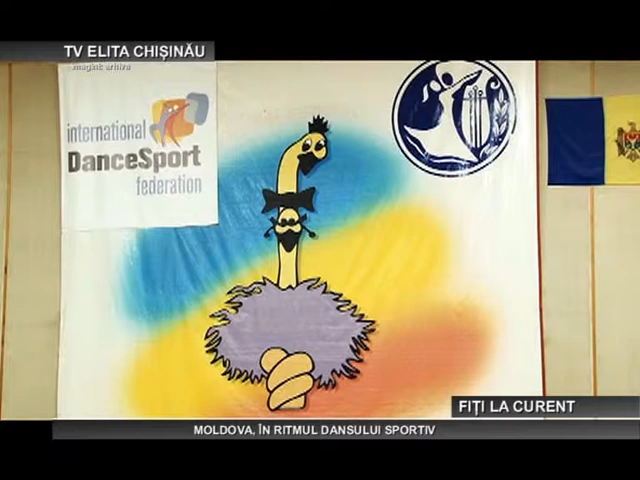 TV ELITA CHIȘINĂU
imagini: arhiva
international
DanceSport
federation
FIȚI LA CURENT
MOLDOVA, ÎN RITMUL DANSULUI SPORTIV